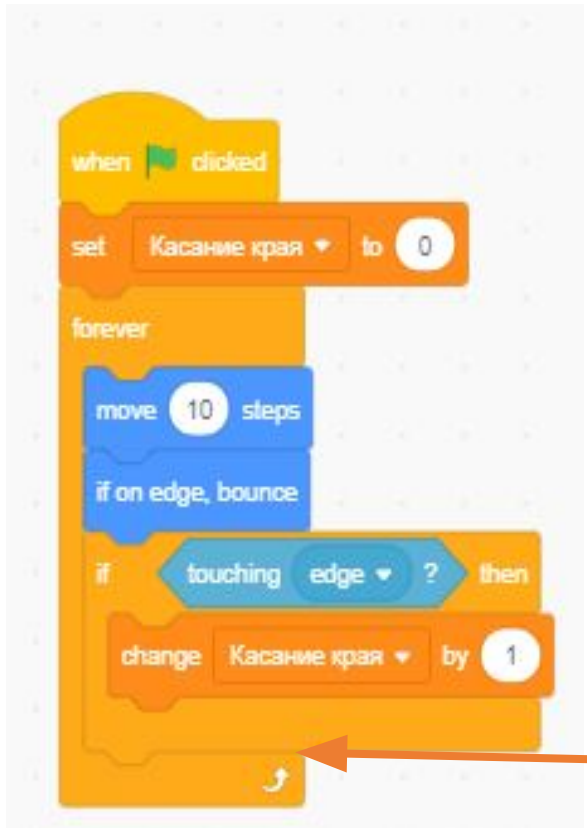 when clicked
set Касание края to 0
forever
move 10 steps
if on edge, bounce
if touching edge ? then
change Касание края by 1